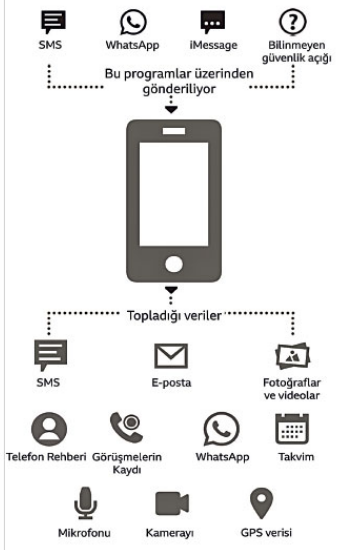 SMS
WhatsApp
iMessage
Bilinmeyen
güvenlik açığı
Bu programlar üzerinden
gönderiliyor
Topladığı veriler
SMS
E-posta
Fotoğraflar
ve videolar
Telefon Rehberi
Görüşmelerin
Kaydı
WhatsApp
Takvim
Mikrofonu
Kamerayı
GPS verisi